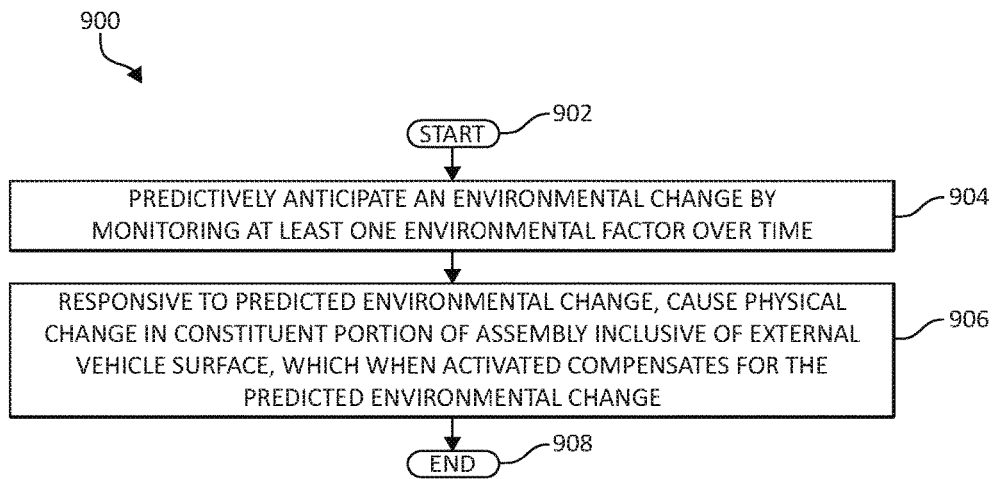 900
START
902
PREDICTIVELY ANTICIPATE AN ENVIRONMENTAL CHANGE BY
MONITORING AT LEAST ONE ENVIRONMENTAL FACTOR OVER TIME
904
RESPONSIVE TO PREDICTED ENVIRONMENTAL CHANGE, CAUSE PHYSICAL
CHANGE IN CONSTITUENT PORTION OF ASSEMBLY INCLUSIVE OF EXTERNAL
VEHICLE SURFACE, WHICH WHEN ACTIVATED COMPENSATES FOR THE
PREDICTED ENVIRONMENTAL CHANGE
906
END
908